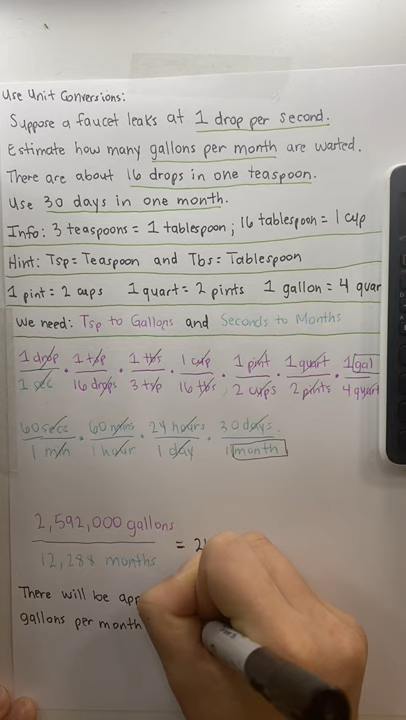 Use Unit Conversions:
Suppose a faucet leaks at 1 drop per second.
Estimate how many gallons per month are wasted.
There are about 16 drops in one teaspoon.
Use 30 days in one month.
Info: 3 teaspoons = 1 tablespoon; 16 tablespoon = 1 cup
Hint: Tsp = Teaspoon and Tbs = Tablespoon
1 pint = 2 cups 1 quart = 2 pints 1 gallon = 4 quar
We need: Tsp to Gallons and Seconds to Months
1 drop / 1 sec · 1 tsp / 16 drops · 1 tbs / 3 tsp · 1 cup / 16 tbs · 1 pint / 2 cups · 1 quart / 2 pints · 1 gal / 4 quart
60 secs / 1 min · 60 mins / 1 hour · 24 hours / 1 day · 30 days / 1 month
2,592,000 gallons / 12,288 months = 2
There will be app
gallons per month